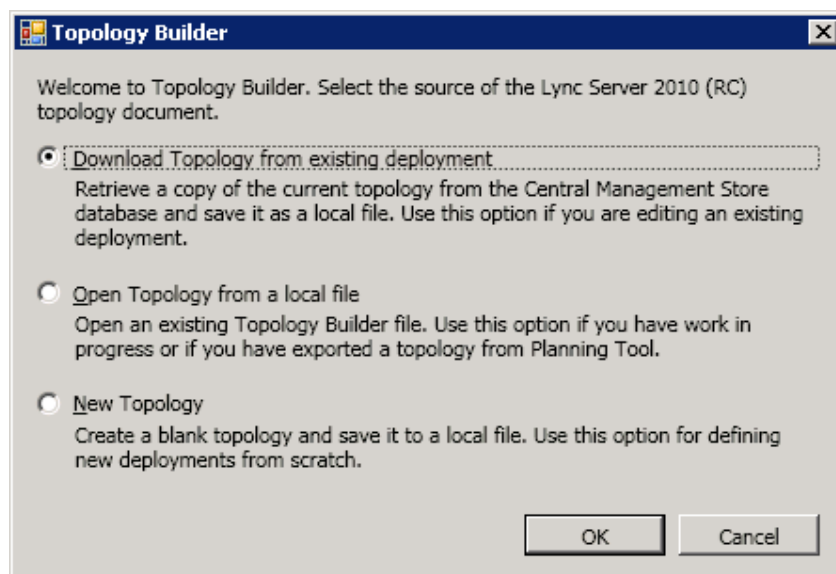 Topology Builder
Welcome to Topology Builder. Select the source of the Lync Server 2010 (RC)
topology document.
Download Topology from existing deployment
Retrieve a copy of the current topology from the Central Management Store
database and save it as a local file. Use this option if you are editing an existing
deployment.
Open Topology from a local file
Open an existing Topology Builder file. Use this option if you have work in
progress or if you have exported a topology from Planning Tool.
New Topology
Create a blank topology and save it to a local file. Use this option for defining
new deployments from scratch.
OK Cancel